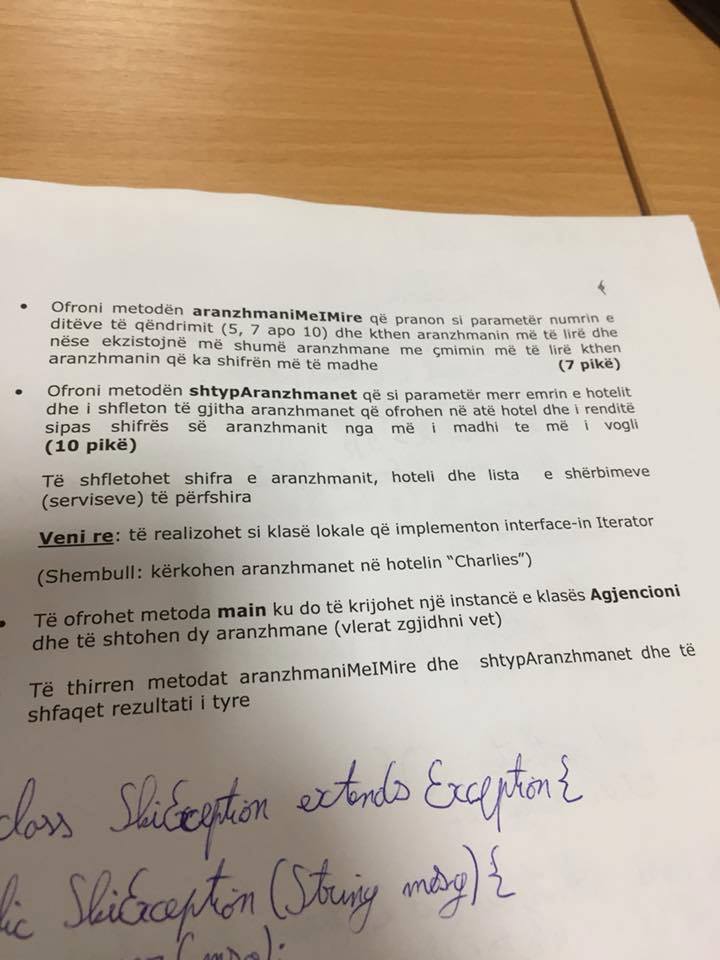 • Ofroni metodën aranzhmaniMeIMire që pranon si parametër numrin e
ditëve të qëndrimit (5, 7 apo 10) dhe kthen aranzhmanin më të lirë dhe
nëse ekzistojnë më shumë aranzhmane me çmimin më të lirë kthen
aranzhmanin që ka shifrën më të madhe (7 pikë)
• Ofroni metodën shtypAranzhmanet që si parametër merr emrin e hotelit
dhe i shfleton të gjitha aranzhmanet që ofrohen në atë hotel dhe i renditë
sipas shifrës së aranzhmanit nga më i madhi te më i vogli
(10 pikë)
Të shfletohet shifra e aranzhmanit, hoteli dhe lista e shërbimeve
(serviseve) të përfshira
Veni re: të realizohet si klasë lokale që implementon interface-in Iterator
(Shembull: kërkohen aranzhmanet në hotelin “Charlies”)
• Të ofrohet metoda main ku do të krijohet një instancë e klasës Agjencioni
dhe të shtohen dy aranzhmane (vlerat zgjidhni vet)
Të thirren metodat aranzhmaniMeIMire dhe shtypAranzhmanet dhe të
shfaqet rezultati i tyre
class SkiException extends Exception{
lic SkiException (String mesg){